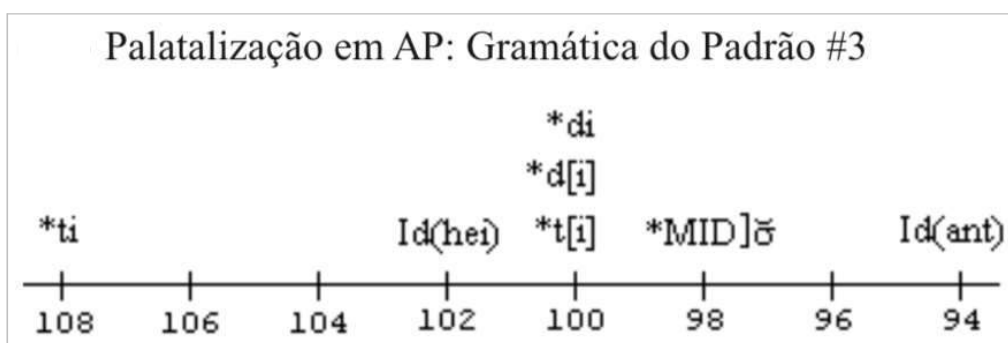 Palatalização em AP: Gramática do Padrão #3
*di
*d[i]
*ti Id(hei) *t[i] *MID]σ̆ Id(ant)
108 106 104 102 100 98 96 94